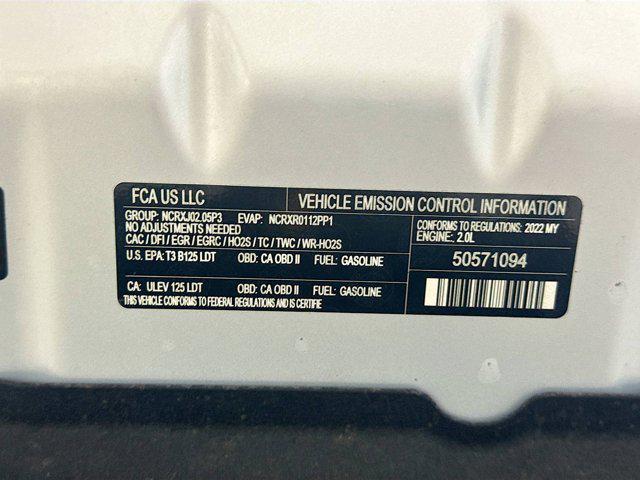 FCA US LLC
VEHICLE EMISSION CONTROL INFORMATION
GROUP: NCRXJ02.05P3 EVAP: NCRXR0112PP1
NO ADJUSTMENTS NEEDED
CAC / DFI / EGR / EGRC / HO2S / TC / TWC / WR-HO2S
CONFORMS TO REGULATIONS: 2022 MY
ENGINE: 2.0L
U.S. EPA: T3 B125 LDT OBD: CA OBD II FUEL: GASOLINE
50571094
CA: ULEV 125 LDT OBD: CA OBD II FUEL: GASOLINE
THIS VEHICLE CONFORMS TO FEDERAL REGULATIONS AND IS CERTIFIE